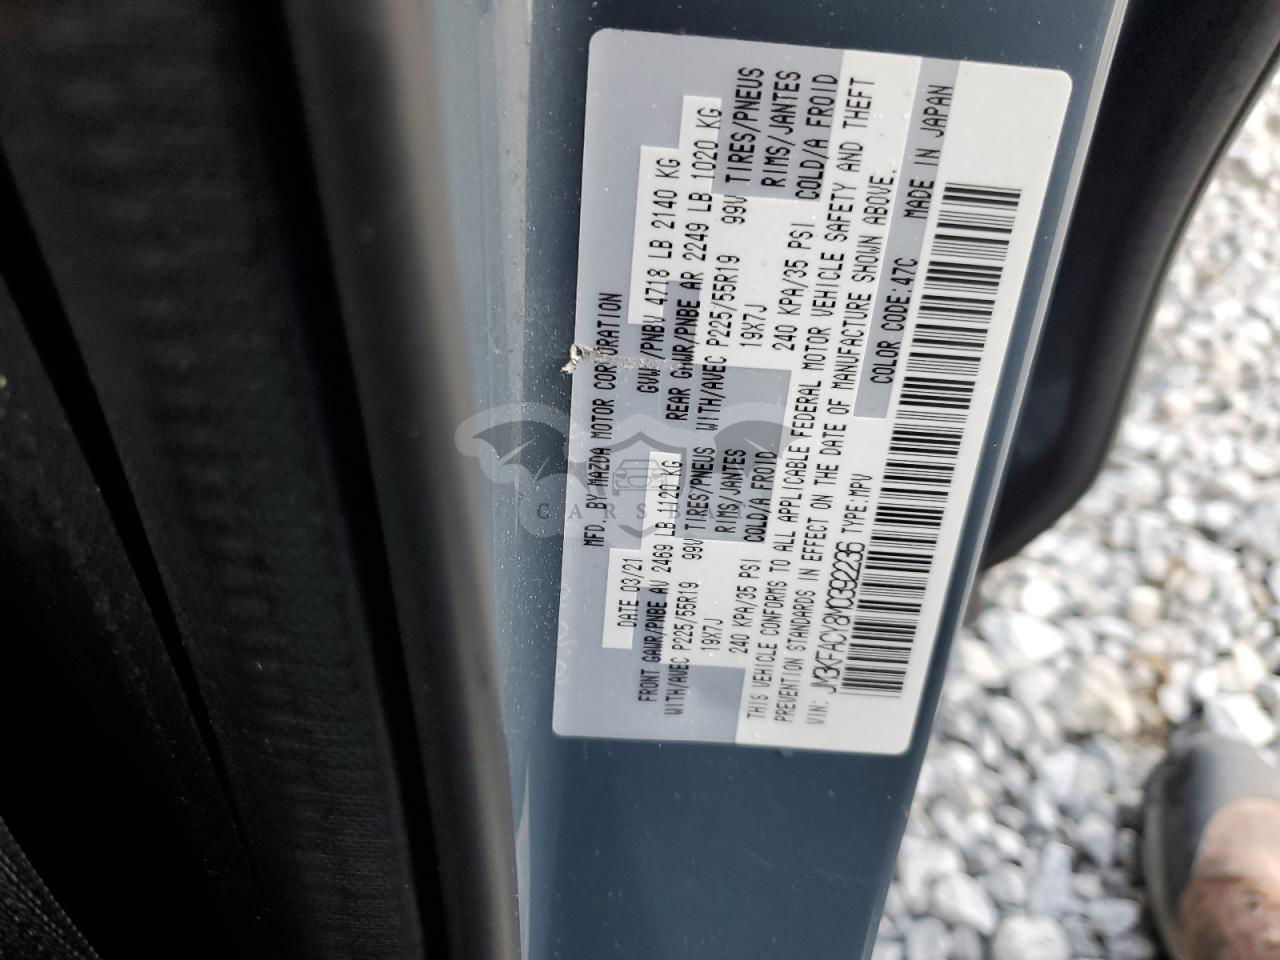 MFD. BY MAZDA MOTOR CORPORATION
DATE 03/21 GVWR/PNBV 4718 LB 2140 KG
FRONT GAWR/PNBE AV 2469 LB 1120 KG REAR GAWR/PNBE AR 2249 LB 1020 KG
WITH/AVEC P225/55R19 99V TIRES/PNEUS WITH/AVEC P225/55R19 99V TIRES/PNEUS
19X7J RIMS/JANTES 19X7J RIMS/JANTES
240 KPA/35 PSI COLD/A FROID 240 KPA/35 PSI COLD/A FROID
THIS VEHICLE CONFORMS TO ALL APPLICABLE FEDERAL MOTOR VEHICLE SAFETY AND THEFT
PREVENTION STANDARDS IN EFFECT ON THE DATE OF MANUFACTURE SHOWN ABOVE.
VIN: JM3KFACY8M0392236 TYPE:MPV COLOR CODE:47C MADE IN JAPAN